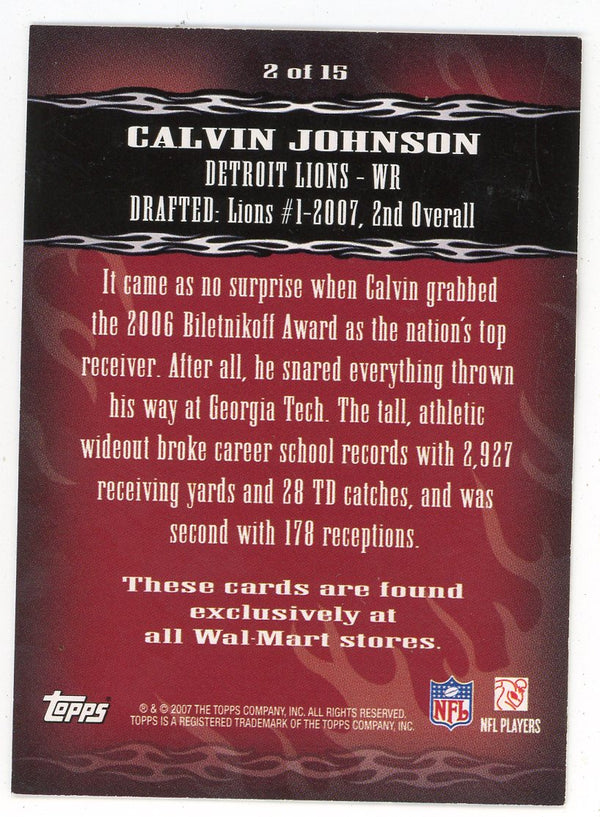 2 of 15
CALVIN JOHNSON
DETROIT LIONS - WR
DRAFTED: Lions #1-2007, 2nd Overall
It came as no surprise when Calvin grabbed
the 2006 Biletnikoff Award as the nation's top
receiver. After all, he snared everything thrown
his way at Georgia Tech. The tall, athletic
wideout broke career school records with 2,927
receiving yards and 28 TD catches, and was
second with 178 receptions.
These cards are found
exclusively at
all Wal-Mart stores.
TOPPS
® & © 2007 THE TOPPS COMPANY, INC. ALL RIGHTS RESERVED.
TOPPS IS A REGISTERED TRADEMARK OF THE TOPPS COMPANY, INC.
NFL
NFL PLAYERS